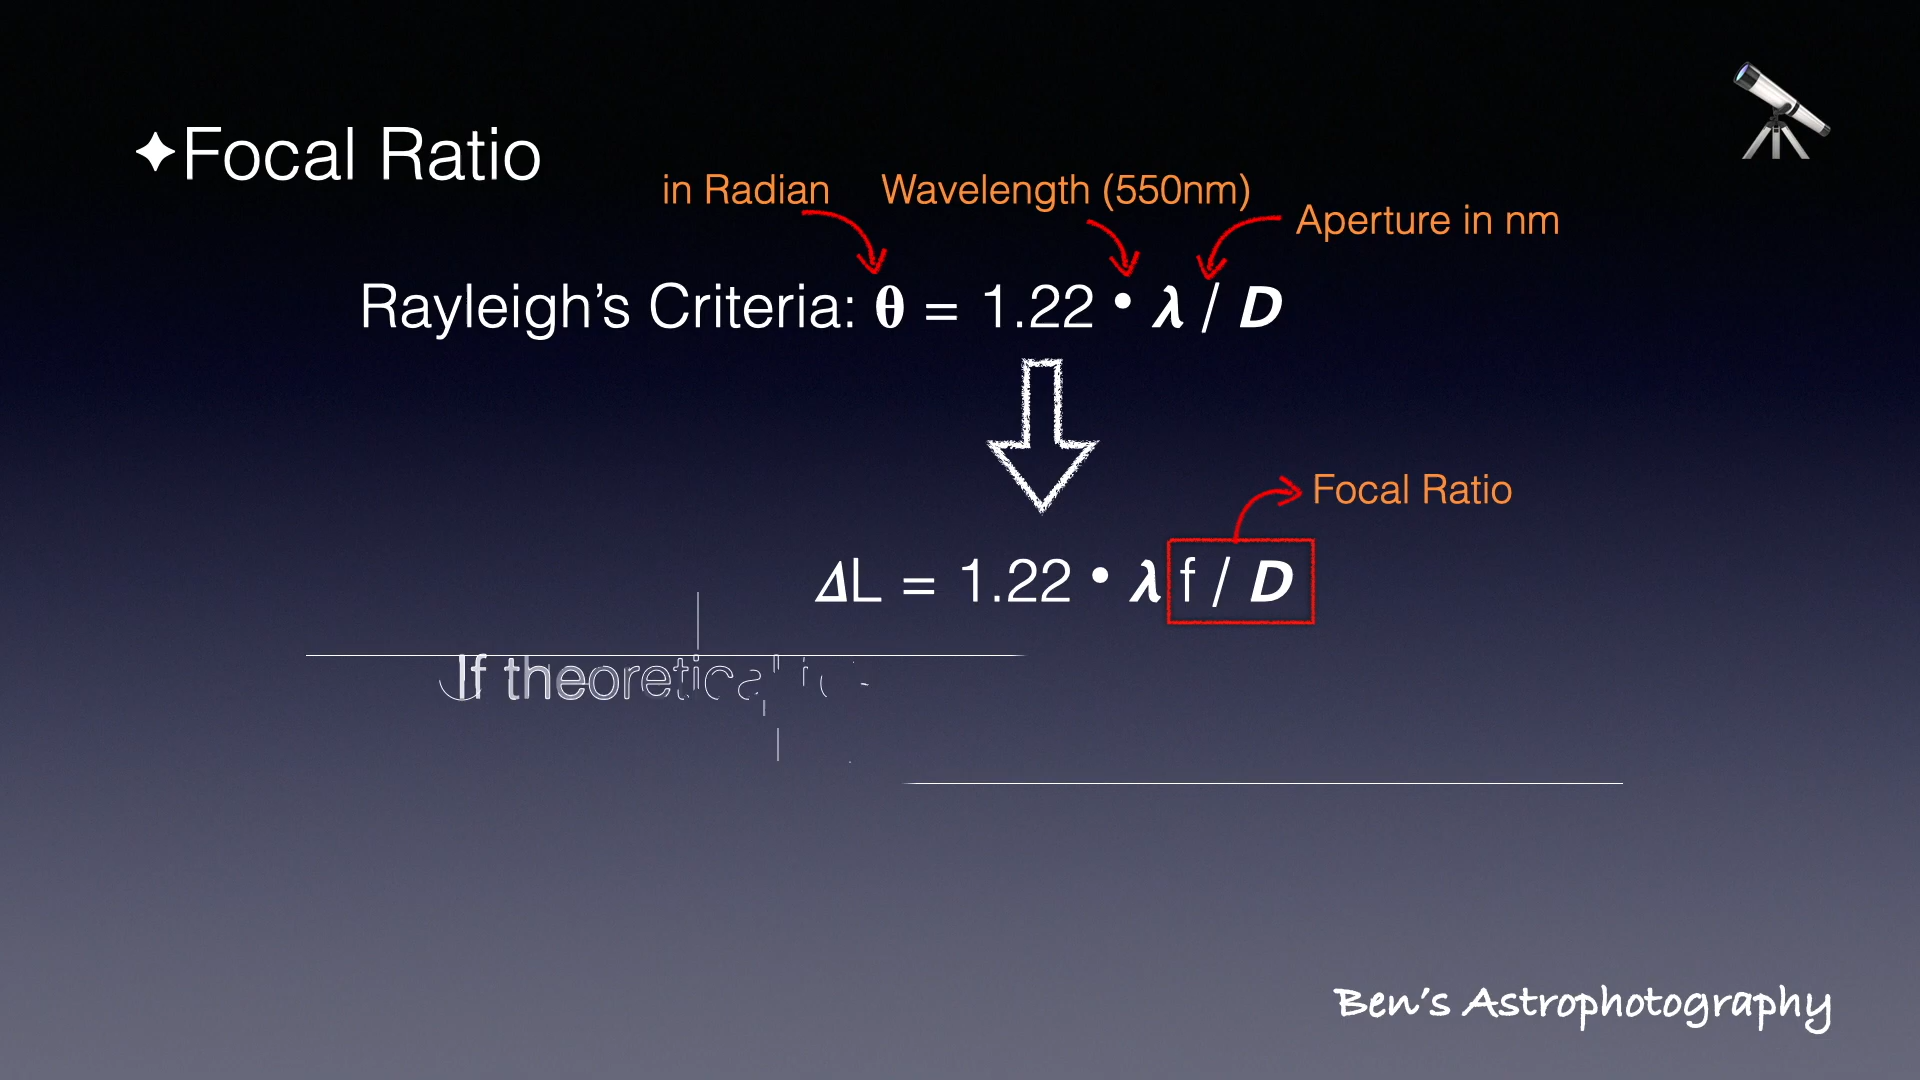 ✦Focal Ratio
in Radian Wavelength (550nm)
Aperture in nm
Rayleigh’s Criteria: θ = 1.22 • λ / D
Focal Ratio
ΔL = 1.22 • λ f / D
If theoretical
Ben's Astrophotography